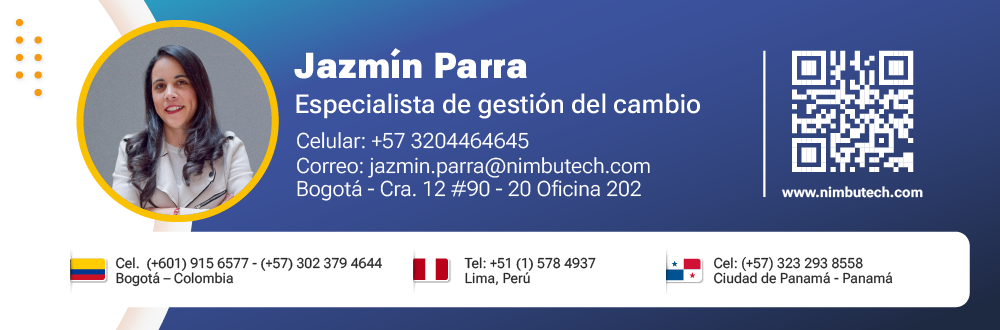 Jazmín Parra
Especialista de gestión del cambio
Celular: +57 3204464645
Correo: jazmin.parra@nimbutech.com
Bogotá - Cra. 12 #90 - 20 Oficina 202
www.nimbutech.com
Cel. (+601) 915 6577 - (+57) 302 379 4644
Bogotá – Colombia
Tel: +51 (1) 578 4937
Lima, Perú
Cel: (+57) 323 293 8558
Ciudad de Panamá - Panamá